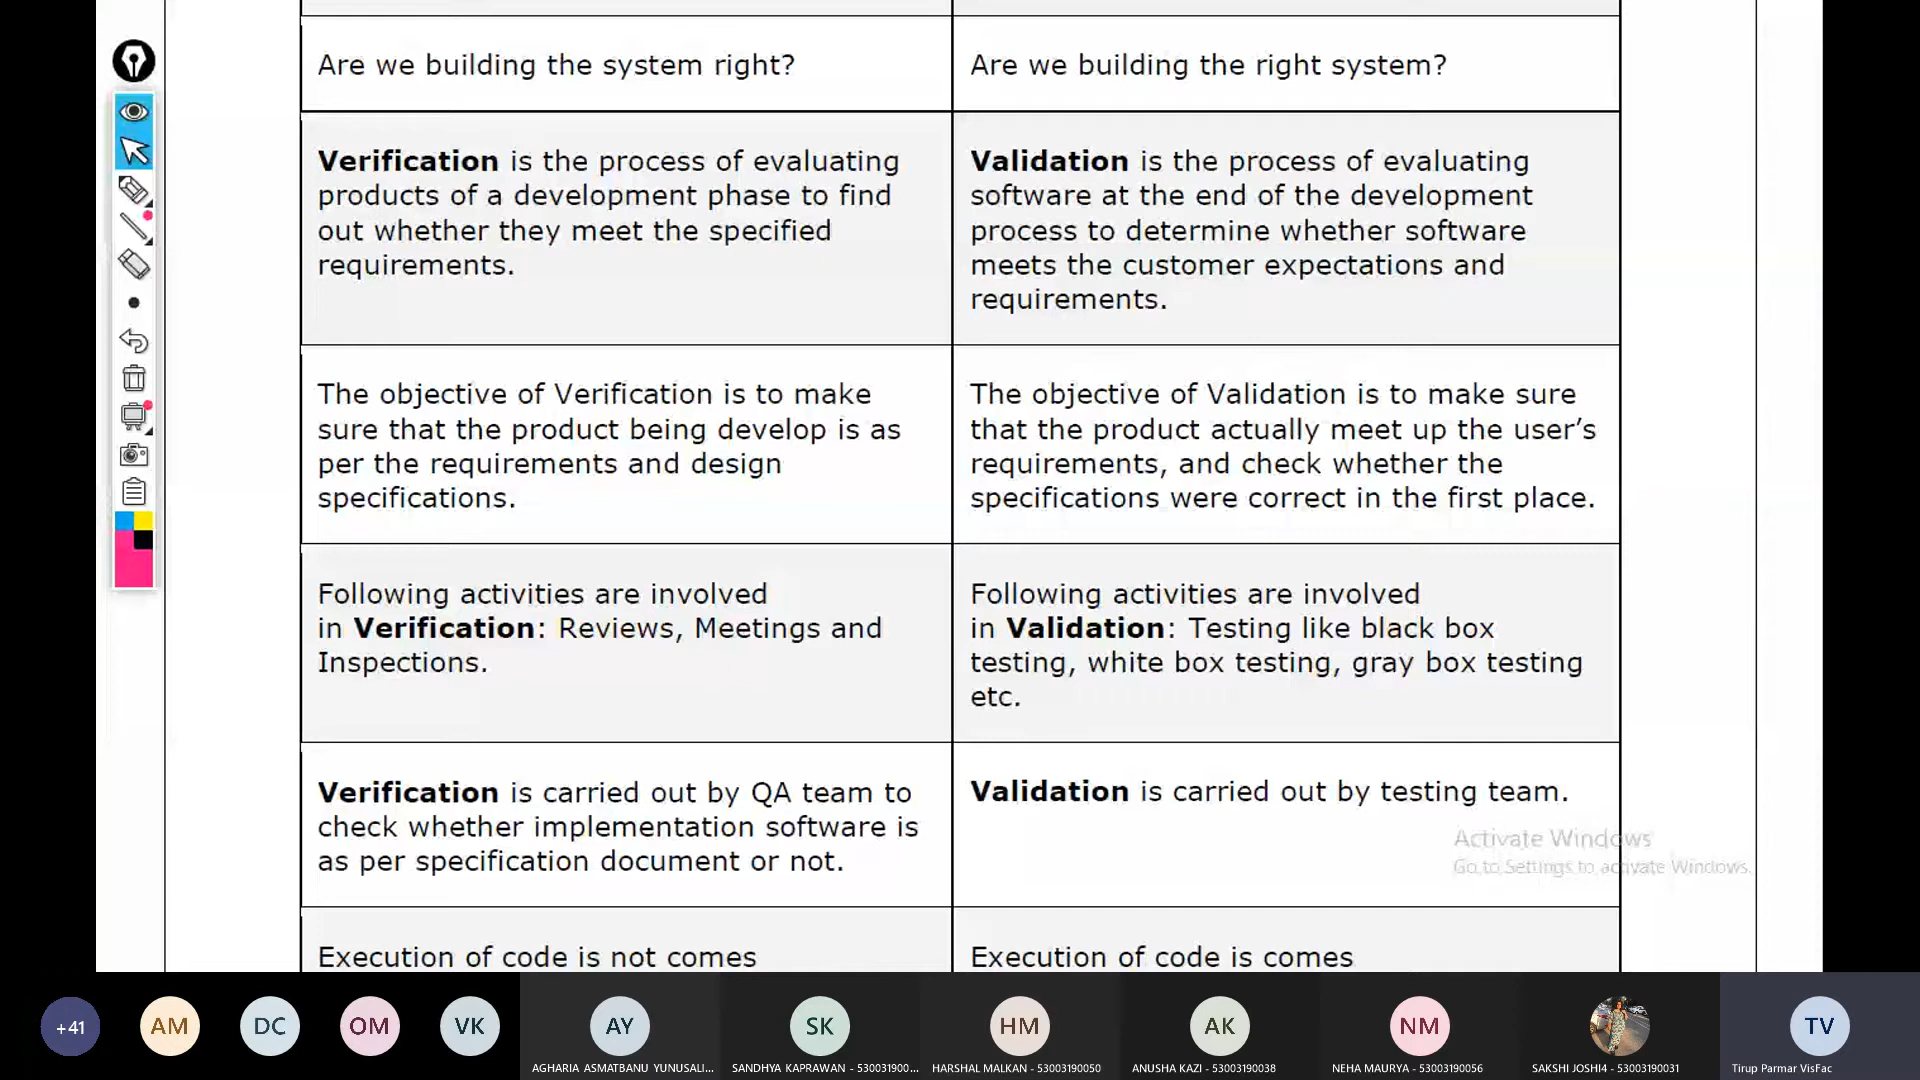 Are we building the system right?
Are we building the right system?
Verification is the process of evaluating
products of a development phase to find
out whether they meet the specified
requirements.
Validation is the process of evaluating
software at the end of the development
process to determine whether software
meets the customer expectations and
requirements.
The objective of Verification is to make
sure that the product being develop is as
per the requirements and design
specifications.
The objective of Validation is to make sure
that the product actually meet up the user’s
requirements, and check whether the
specifications were correct in the first place.
Following activities are involved
in Verification: Reviews, Meetings and
Inspections.
Following activities are involved
in Validation: Testing like black box
testing, white box testing, gray box testing
etc.
Verification is carried out by QA team to
check whether implementation software is
as per specification document or not.
Validation is carried out by testing team.
Activate Windows
Go to Settings to activate Windows.
Execution of code is not comes
Execution of code is comes
+41
AM
DC
OM
VK
AY
SK
HM
AK
NM
TV
AGHARIA ASMATBANU YUNUSALI...
SANDHYA KAPRAWAN - 530031900...
HARSHAL MALKAN - 53003190050
ANUSHA KAZI - 53003190038
NEHA MAURYA - 53003190056
SAKSHI JOSHI4 - 53003190031
Tirup Parmar VisFac